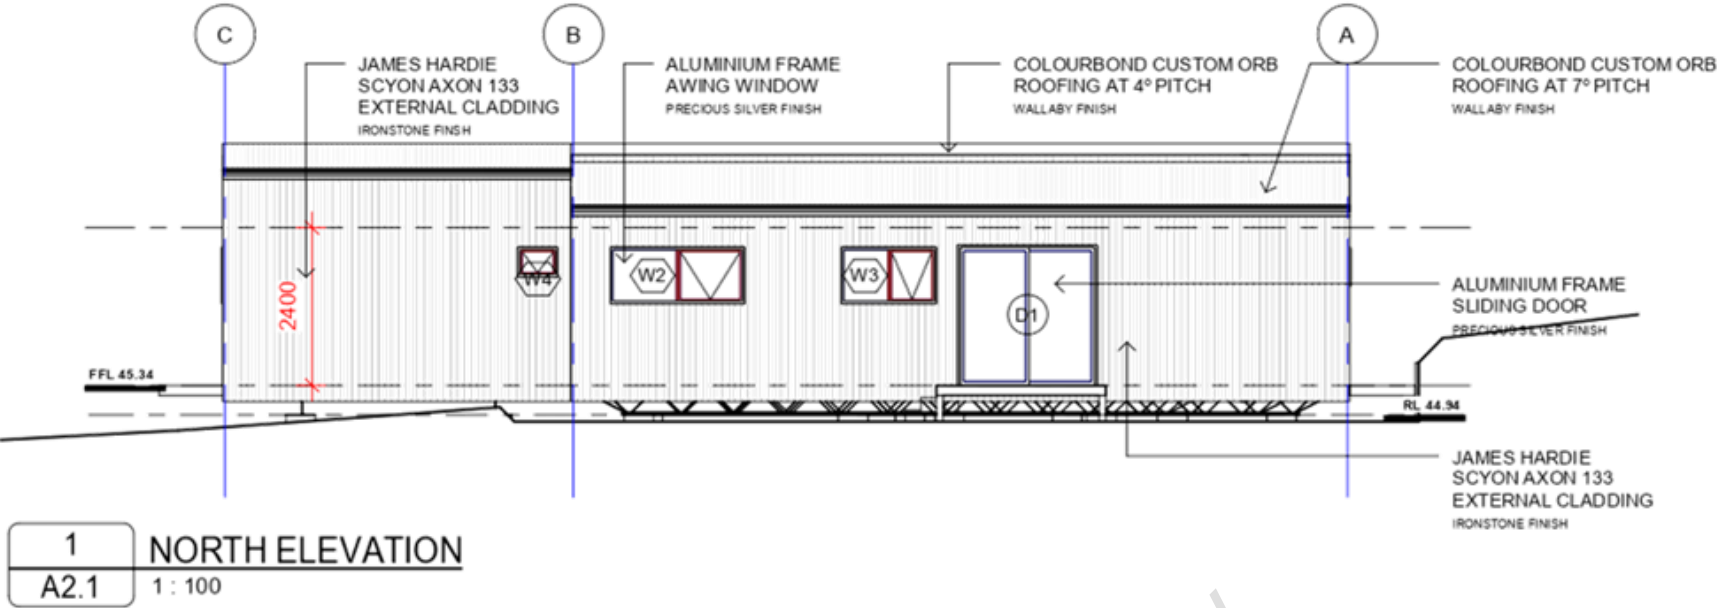 C
B
A
JAMES HARDIE
SCYON AXON 133
EXTERNAL CLADDING
IRONSTONE FINSH
ALUMINIUM FRAME
AWING WINDOW
PRECIOUS SILVER FINISH
COLOURBOND CUSTOM ORB
ROOFING AT 4º PITCH
WALLABY FINISH
COLOURBOND CUSTOM ORB
ROOFING AT 7º PITCH
WALLABY FINISH
W4
W2
W3
D1
2400
ALUMINIUM FRAME
SLIDING DOOR
PRECIOUS SILVER FINISH
FFL 45.34
RL 44.94
JAMES HARDIE
SCYON AXON 133
EXTERNAL CLADDING
IRONSTONE FINISH
1
NORTH ELEVATION
A2.1
1 : 100